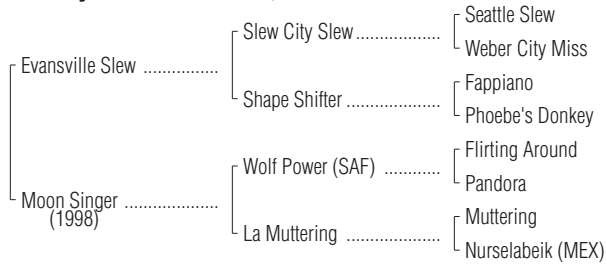 Seattle Slew
Slew City Slew ..................
Weber City Miss
Evansville Slew ................
Fappiano
Shape Shifter ....................
Phoebe's Donkey
Flirting Around
Wolf Power (SAF) ............
Pandora
Moon Singer ....................
(1998)
Muttering
La Muttering ....................
Nurselabeik (MEX)